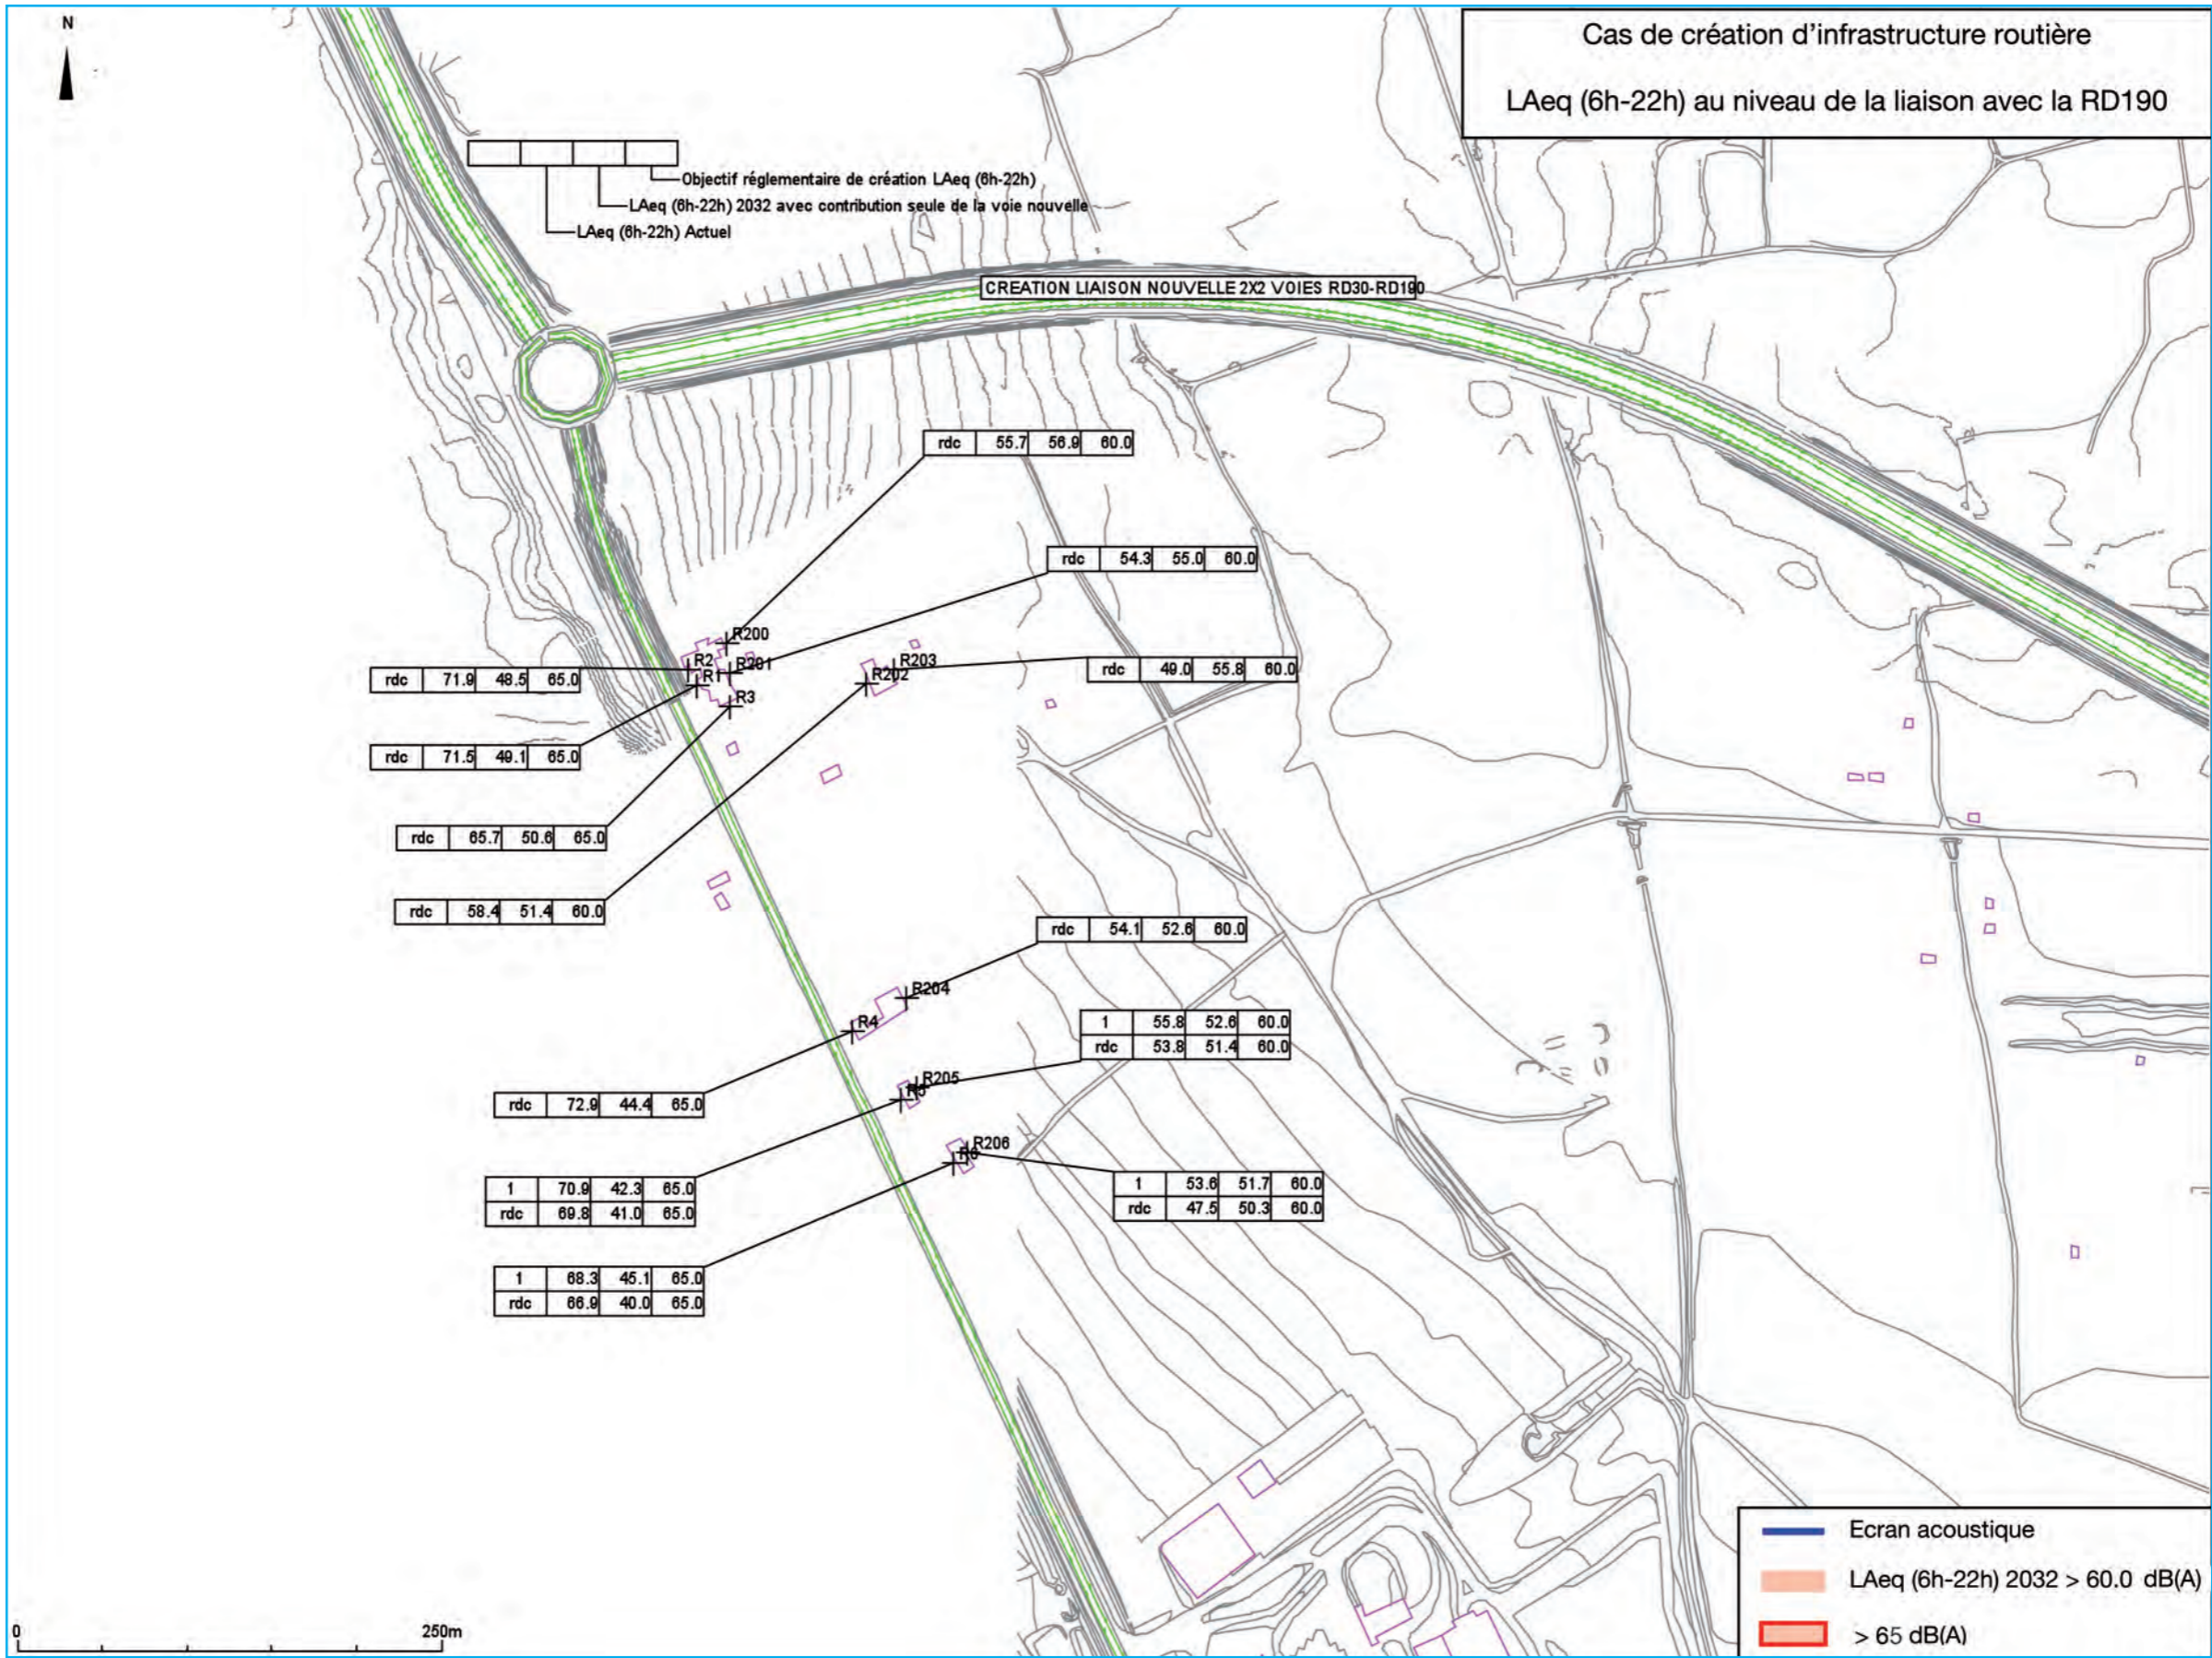 N
Cas de création d'infrastructure routière
LAeq (6h-22h) au niveau de la liaison avec la RD190
Objectif réglementaire de création LAeq (6h-22h)
LAeq (6h-22h) 2032 avec contribution seule de la voie nouvelle
LAeq (6h-22h) Actuel
CREATION LIAISON NOUVELLE 2X2 VOIES RD30-RD190
rdc 55.7 56.9 60.0
rdc 54.3 55.0 60.0
R200
R2
R201
R203
R1
R202
R3
rdc 49.0 55.8 60.0
rdc 71.9 48.5 65.0
rdc 71.5 49.1 65.0
rdc 65.7 50.6 65.0
rdc 58.4 51.4 60.0
rdc 54.1 52.6 60.0
R204
R4
1 55.8 52.6 60.0
rdc 53.8 51.4 60.0
R205
R5
rdc 72.9 44.4 65.0
R206
R6
1 70.9 42.3 65.0
rdc 69.8 41.0 65.0
1 53.6 51.7 60.0
rdc 47.5 50.3 60.0
1 68.3 45.1 65.0
rdc 66.9 40.0 65.0
Ecran acoustique
LAeq (6h-22h) 2032 > 60.0 dB(A)
> 65 dB(A)
0 250m